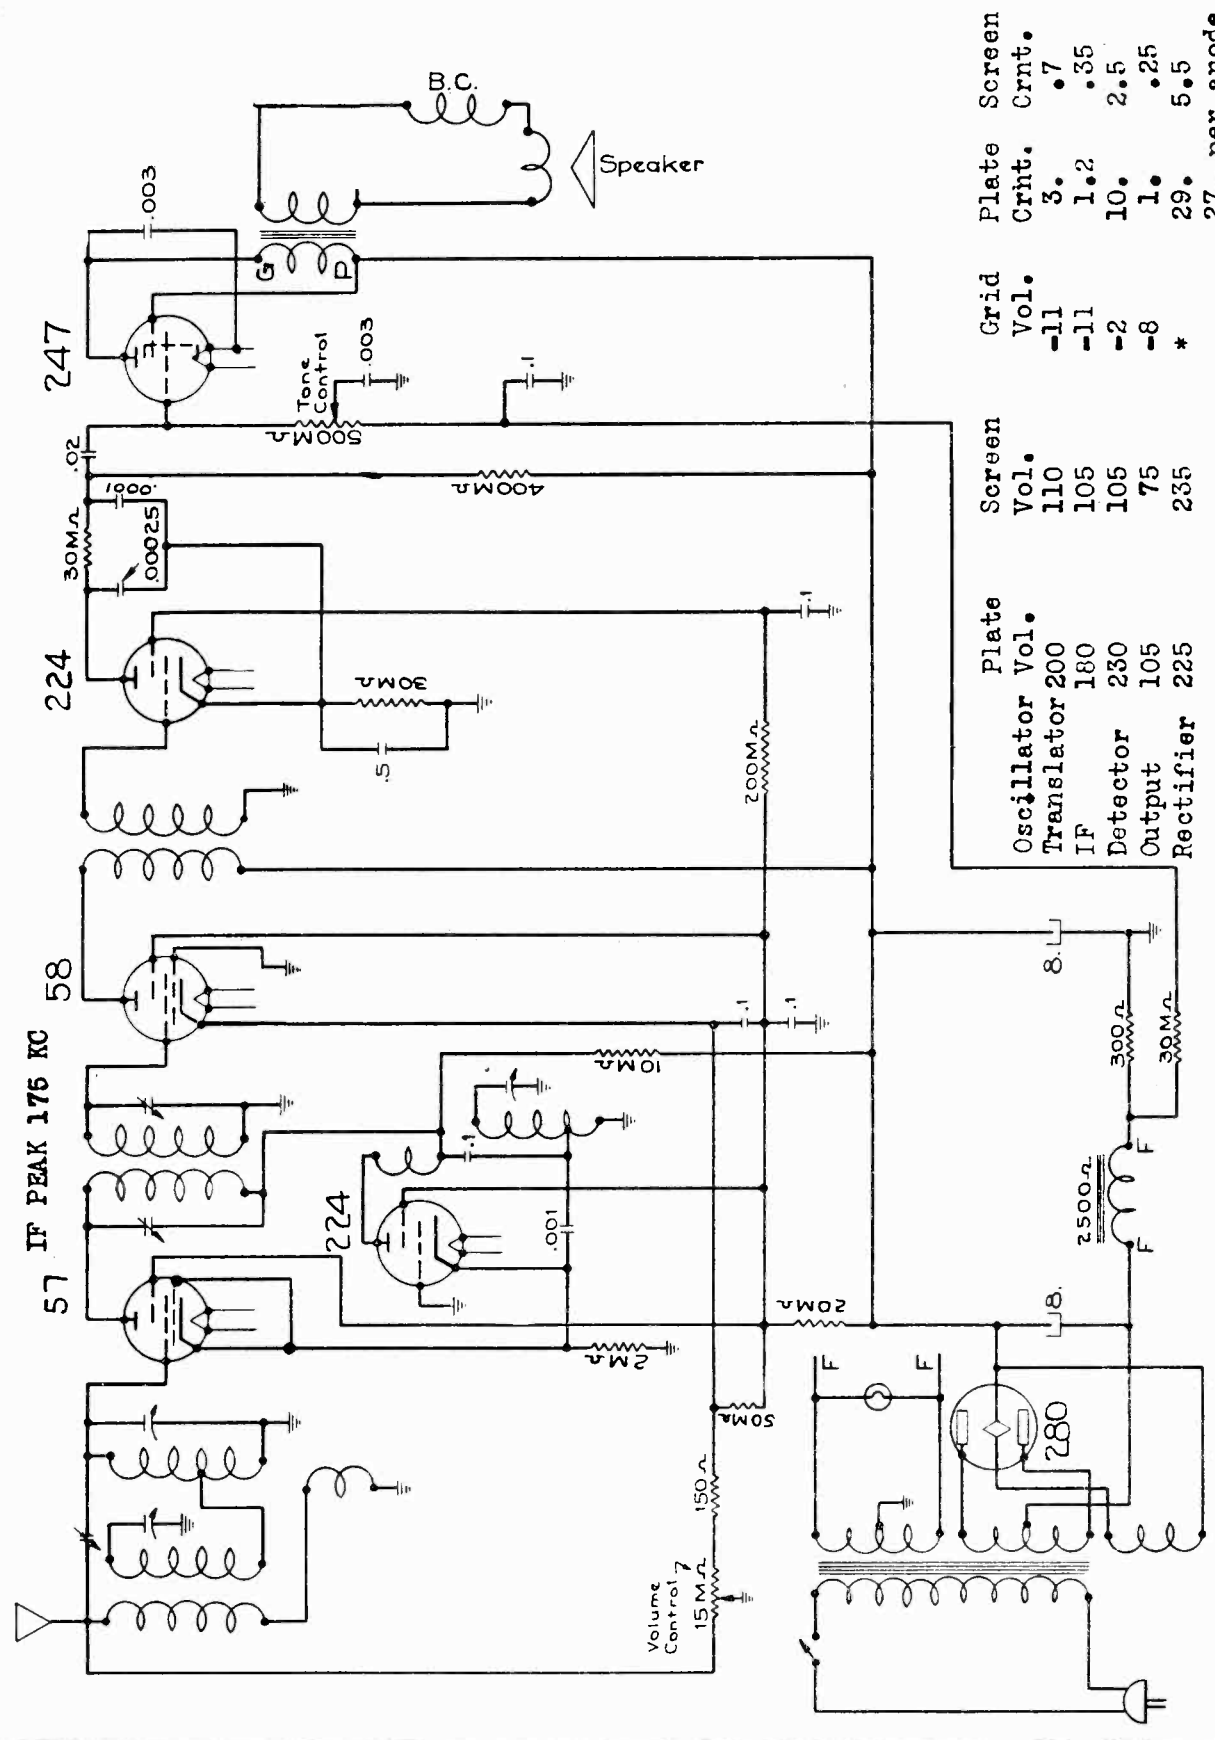 IF PEAK 175 KC
57
58
224
247
224
280
30MΩ
.02
.0001
.00025
.003
G
P
B.C.
Speaker
Tone
Control
500MΩ
.003
.1
400MΩ
30MΩ
.5
.1
200MΩ
.1
.1
10MΩ
.1
.001
2MΩ
20MΩ
50MΩ
150Ω
Volume
Control
15MΩ
F
F
8.
8.
2500Ω
F
F
300Ω
30MΩ
Plate Screen Grid Plate Screen
Oscillator Vol. Vol. Vol. Crnt. Crnt.
Translator 200 110 -11 3. .7
IF 180 105 -11 1.2 .35
Detector 230 105 -2 10. 2.5
Output 105 75 -8 1. .25
Rectifier 225 235 * 29. 5.5
27 per anode